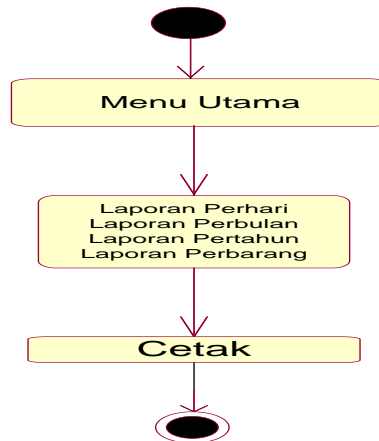 Menu Utama
Laporan Perhari
Laporan Perbulan
Laporan Pertahun
Laporan Perbarang
Cetak